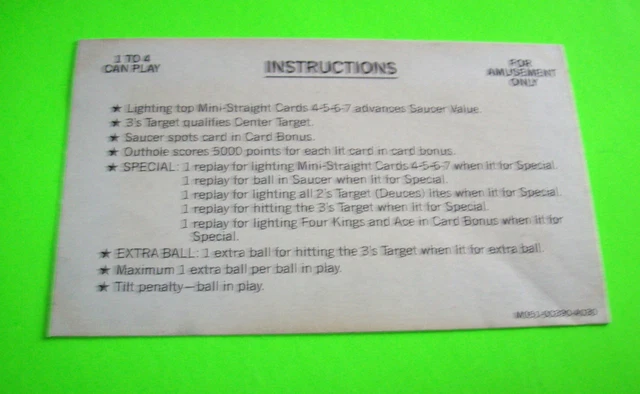 1 TO 4
CAN PLAY
INSTRUCTIONS
FOR
AMUSEMENT
ONLY
★ Lighting top Mini-Straight Cards 4-5-6-7 advances Saucer Value.
★ 3's Target qualifies Center Target.
★ Saucer spots card in Card Bonus.
★ Outhole scores 5000 points for each lit card in card bonus.
★ SPECIAL: 1 replay for lighting Mini-Straight Cards 4-5-6-7 when lit for Special.
1 replay for ball in Saucer when lit for Special.
1 replay for lighting all 2's Target (Deuces) lites when lit for Special.
1 replay for hitting the 3's Target when lit for Special.
1 replay for lighting Four Kings and Ace in Card Bonus when lit for
Special.
★ EXTRA BALL: 1 extra ball for hitting the 3's Target when lit for extra ball.
★ Maximum 1 extra ball per ball in play.
★ Tilt penalty—ball in play.